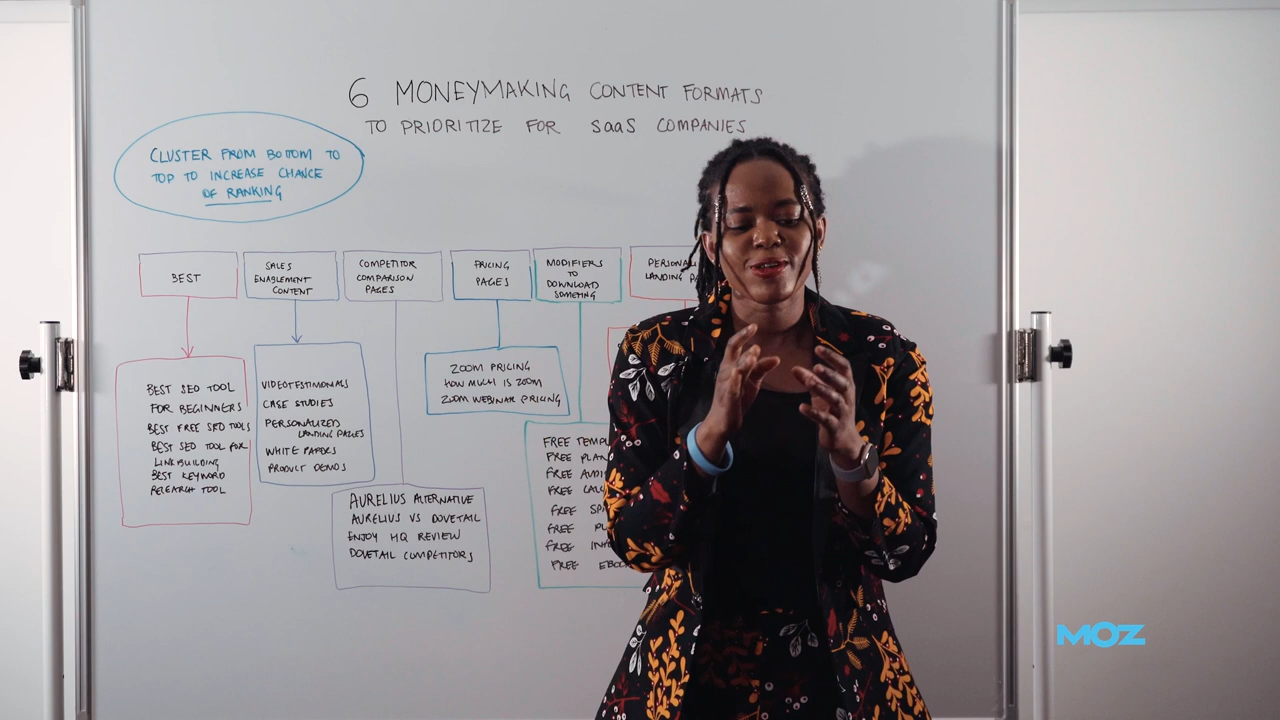 6 MONEYMAKING CONTENT FORMATS
TO PRIORITIZE FOR SaaS COMPANIES
CLUSTER FROM BOTTOM TO
TOP TO INCREASE CHANCE
OF RANKING
BEST
SALES
ENABLEMENT
CONTENT
COMPETITOR
COMPARISON
PAGES
PRICING
PAGES
MODIFIERS
TO
DOWNLOAD
SOMETHING
LANDING
BEST SEO TOOL
FOR BEGINNERS
BEST FREE SEO TOOLS
BEST SEO TOOL FOR
LINKBUILDING
BEST KEYWORD
RESEARCH TOOL
VIDEO TESTIMONIALS
CASE STUDIES
PERSONALIZED
LANDING PAGES
WHITE PAPERS
PRODUCT DEMOS
AURELIUS ALTERNATIVE
AURELIUS VS DOVETAIL
ENJOY HQ REVIEW
DOVETAIL COMPETITORS
ZOOM PRICING
HOW MUCH IS ZOOM
ZOOM WEBINAR PRICING
FREE
FREE
FREE
FREE
FREE
FREE
FREE
FREE
MOZ